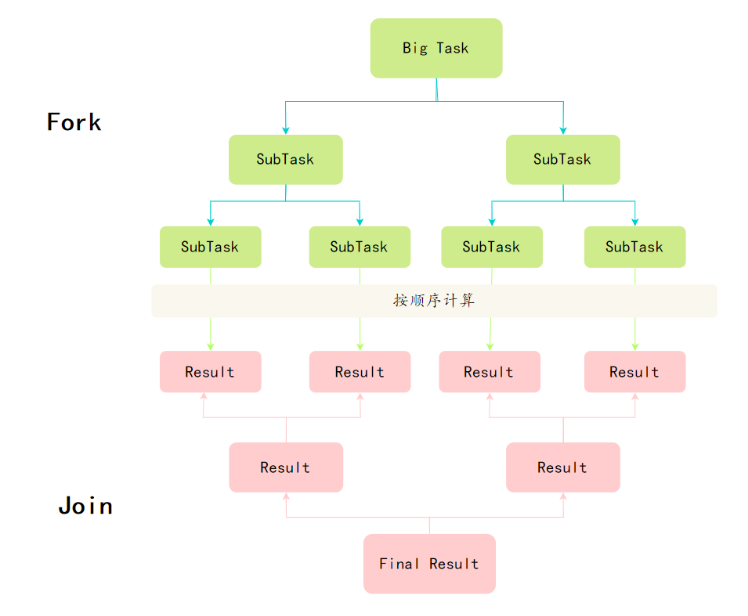 Big Task
Fork
SubTask
SubTask
SubTask
SubTask
SubTask
SubTask
按顺序计算
Result
Result
Result
Result
Result
Result
Join
Final Result